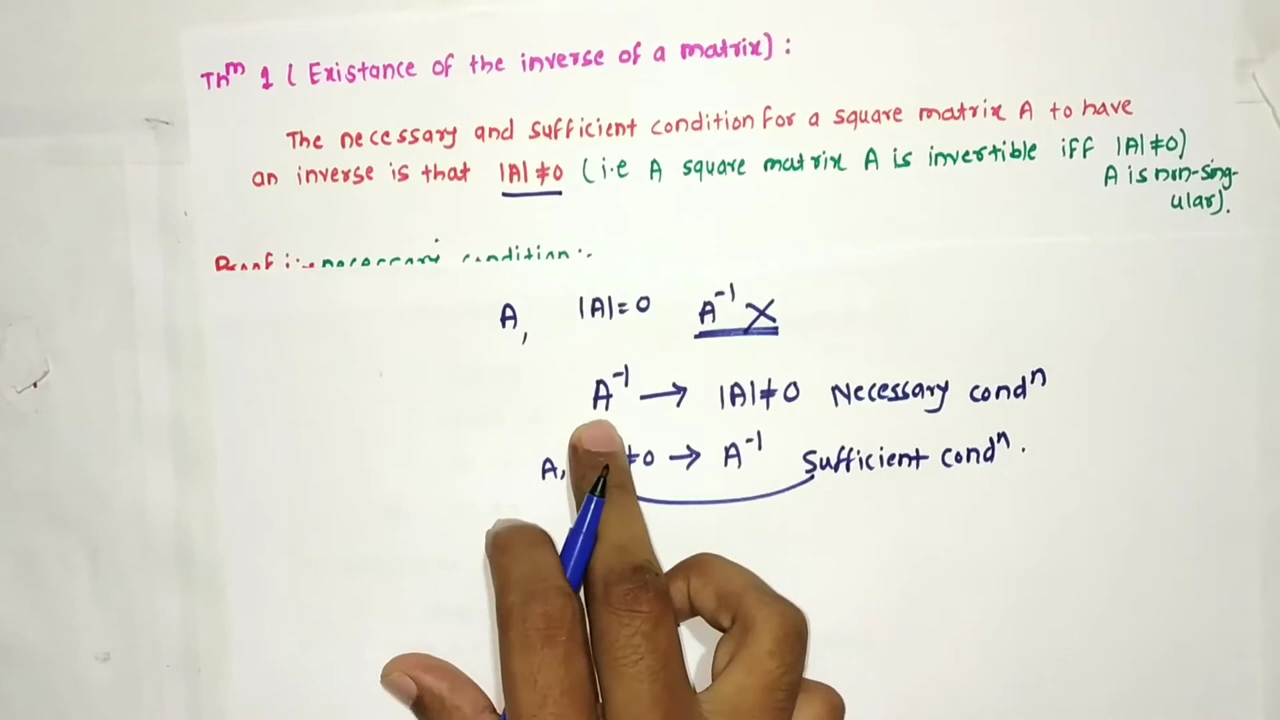 Thm 1 (Existance of the inverse of a matrix):
The necessary and sufficient condition for a square matrix A to have
an inverse is that |A|≠0 (i.e A square matrix A is invertible iff |A|≠0)
A is non-sing-
ular).
condition:.
A, |A|=0 A⁻¹ X
A⁻¹ → |A|≠0 Necessary condⁿ
A, ≠0 → A⁻¹ Sufficient condⁿ.